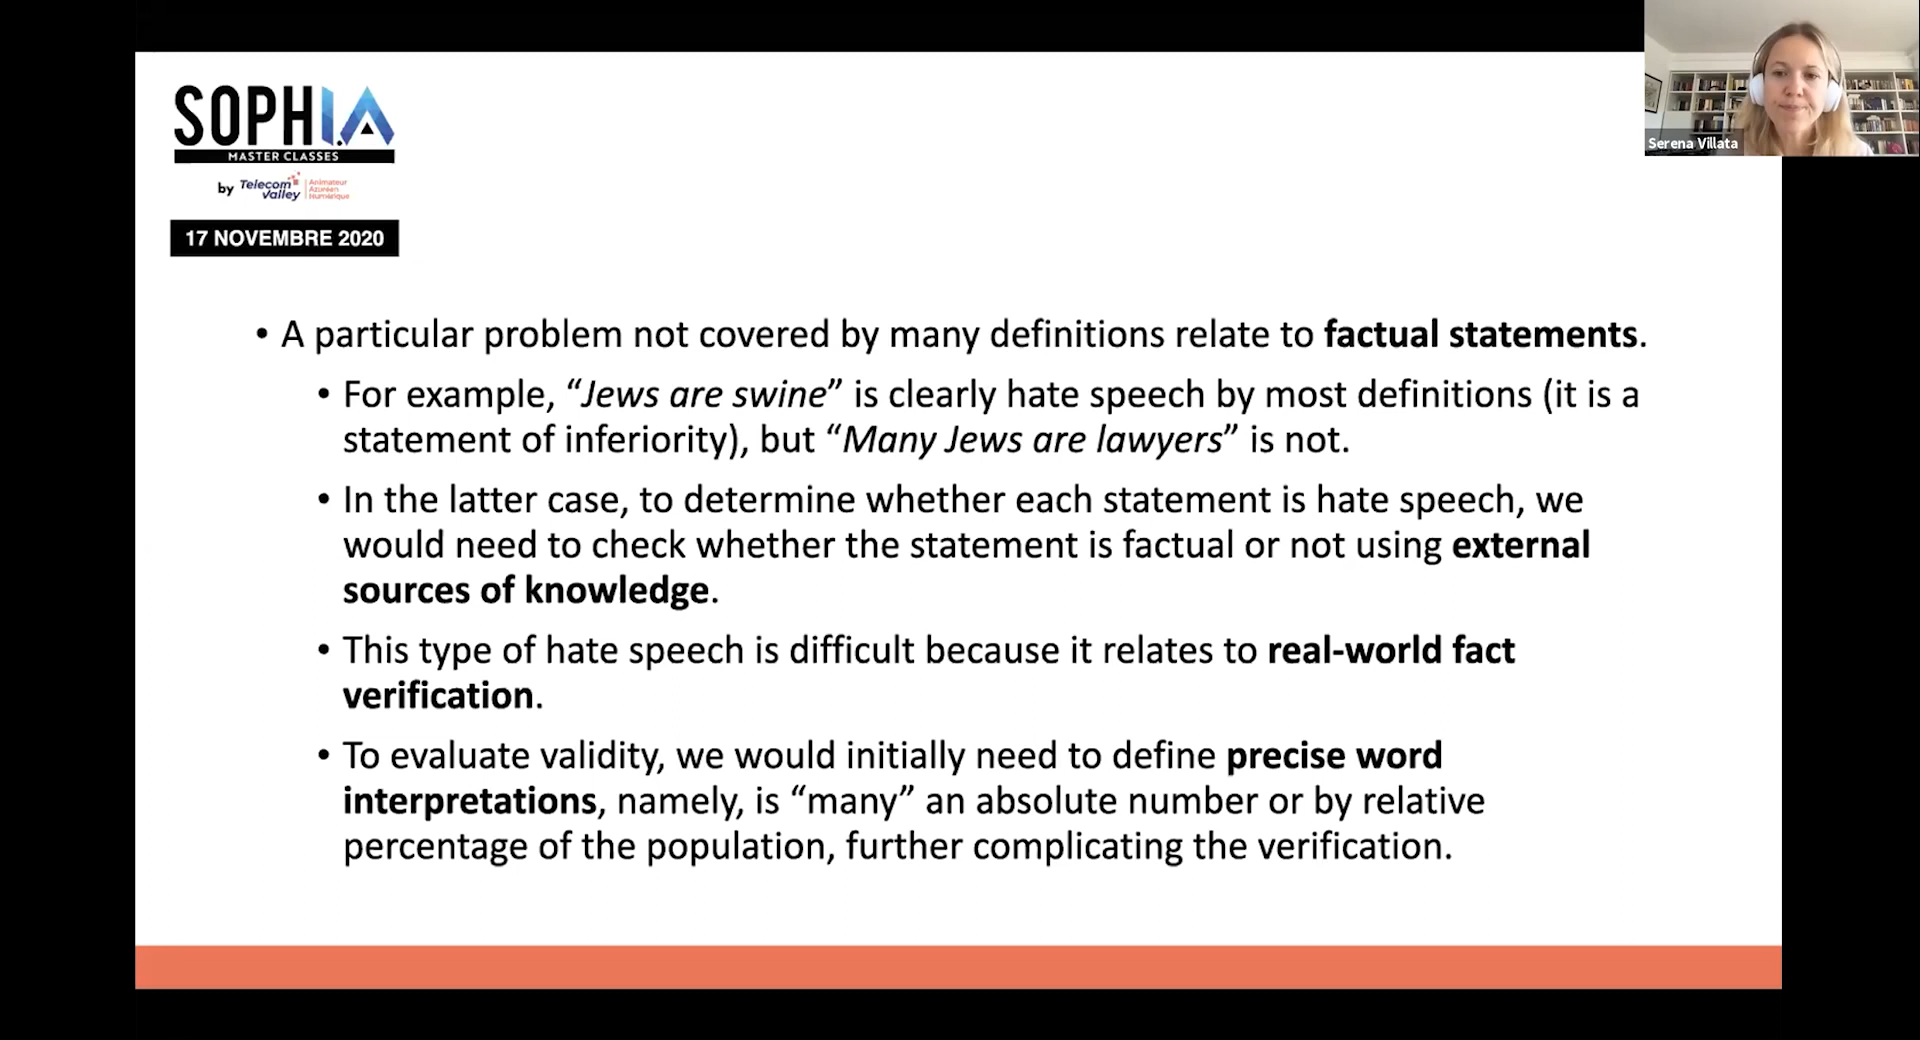 SOPHI.A
MASTER CLASSES
by Telecom Valley
Animateur
Azuréen
Numérique
17 NOVEMBRE 2020
Serena Villata
• A particular problem not covered by many definitions relate to factual statements.
• For example, “Jews are swine” is clearly hate speech by most definitions (it is a
statement of inferiority), but “Many Jews are lawyers” is not.
• In the latter case, to determine whether each statement is hate speech, we
would need to check whether the statement is factual or not using external
sources of knowledge.
• This type of hate speech is difficult because it relates to real-world fact
verification.
• To evaluate validity, we would initially need to define precise word
interpretations, namely, is “many” an absolute number or by relative
percentage of the population, further complicating the verification.